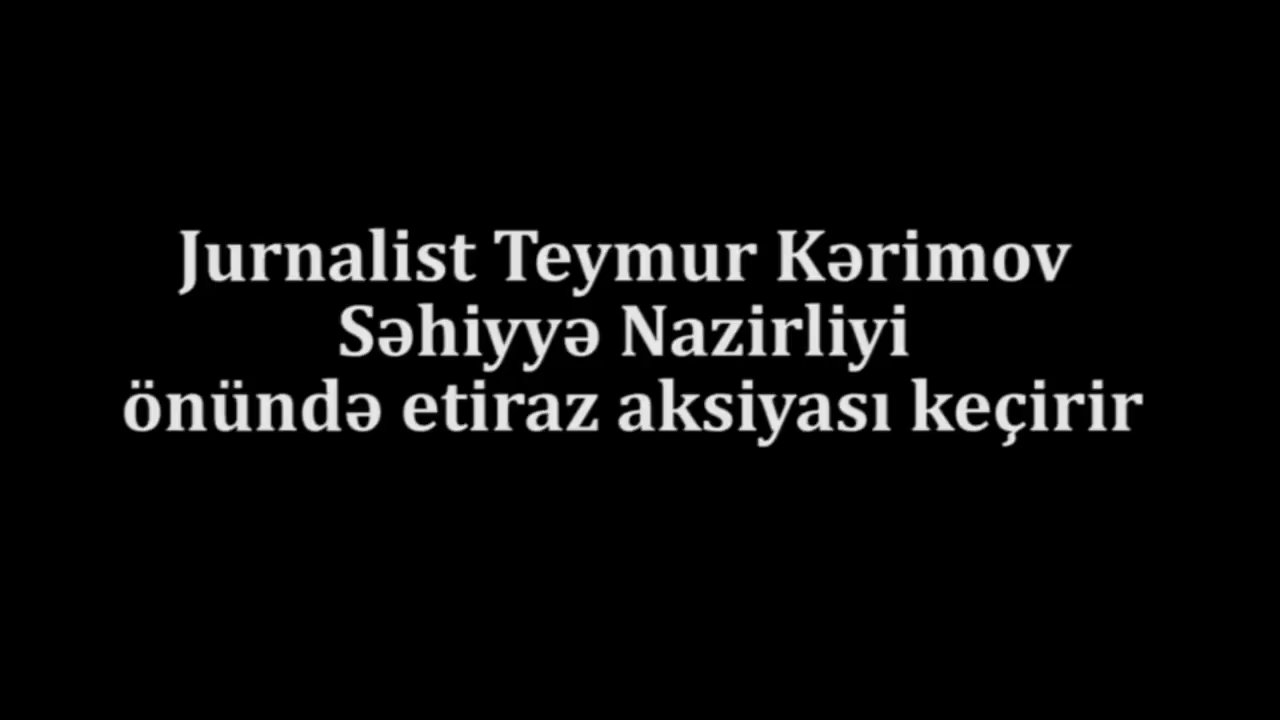 Jurnalist Teymur Kərimov
Səhiyyə Nazirliyi
önündə etiraz aksiyası keçirir